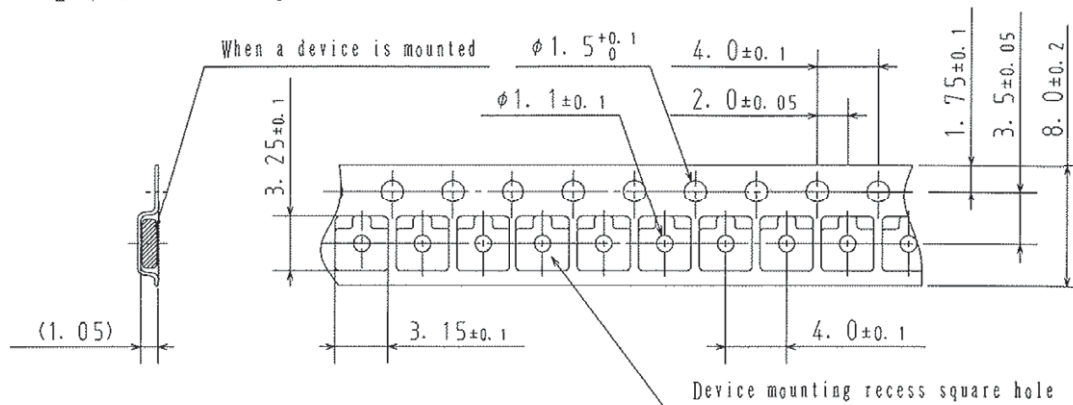 When a device is mounted
φ1. 5 +0. 1 0
4. 0±0. 1
φ1. 1±0. 1
2. 0±0. 05
1. 75±0. 1
3. 5±0. 05
8. 0±0. 2
3. 25±0. 1
(1. 05)
3. 15±0. 1
4. 0±0. 1
Device mounting recess square hole